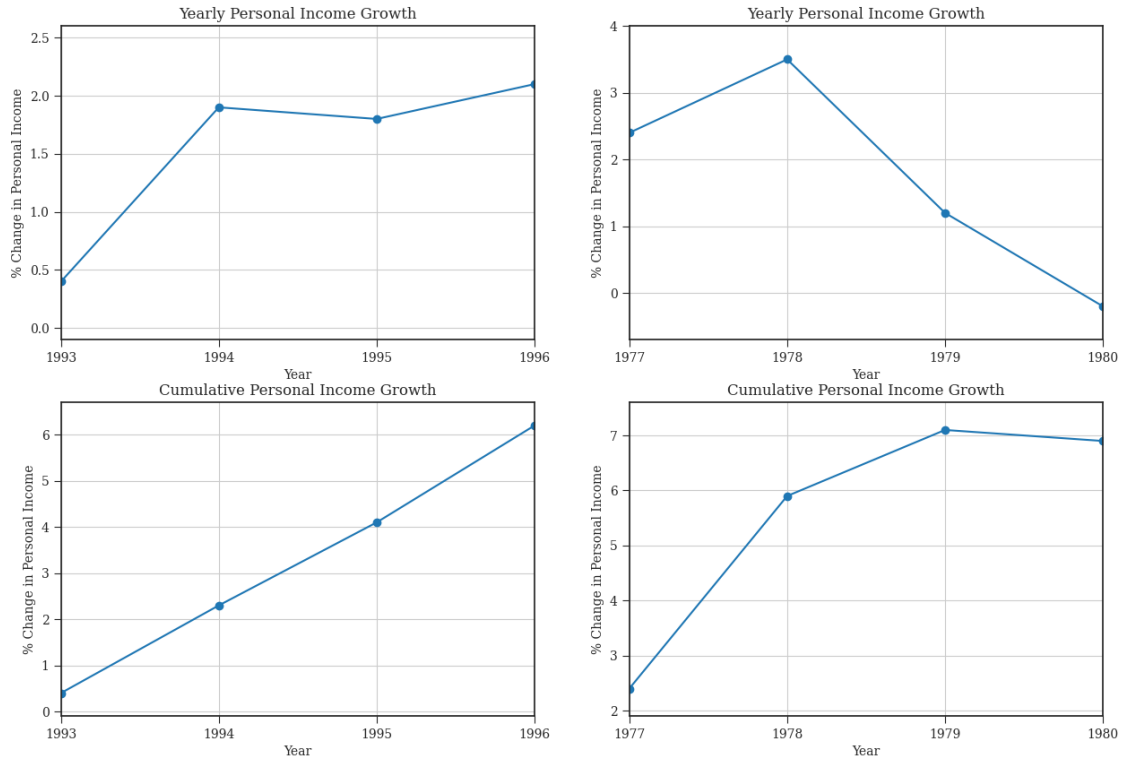 Yearly Personal Income Growth
% Change in Personal Income
2.5
2.0
1.5
1.0
0.5
0.0
1993 1994 1995 1996
Year
Yearly Personal Income Growth
% Change in Personal Income
4
3
2
1
0
1977 1978 1979 1980
Year
Cumulative Personal Income Growth
% Change in Personal Income
6
5
4
3
2
1
0
1993 1994 1995 1996
Year
Cumulative Personal Income Growth
% Change in Personal Income
7
6
5
4
3
2
1977 1978 1979 1980
Year